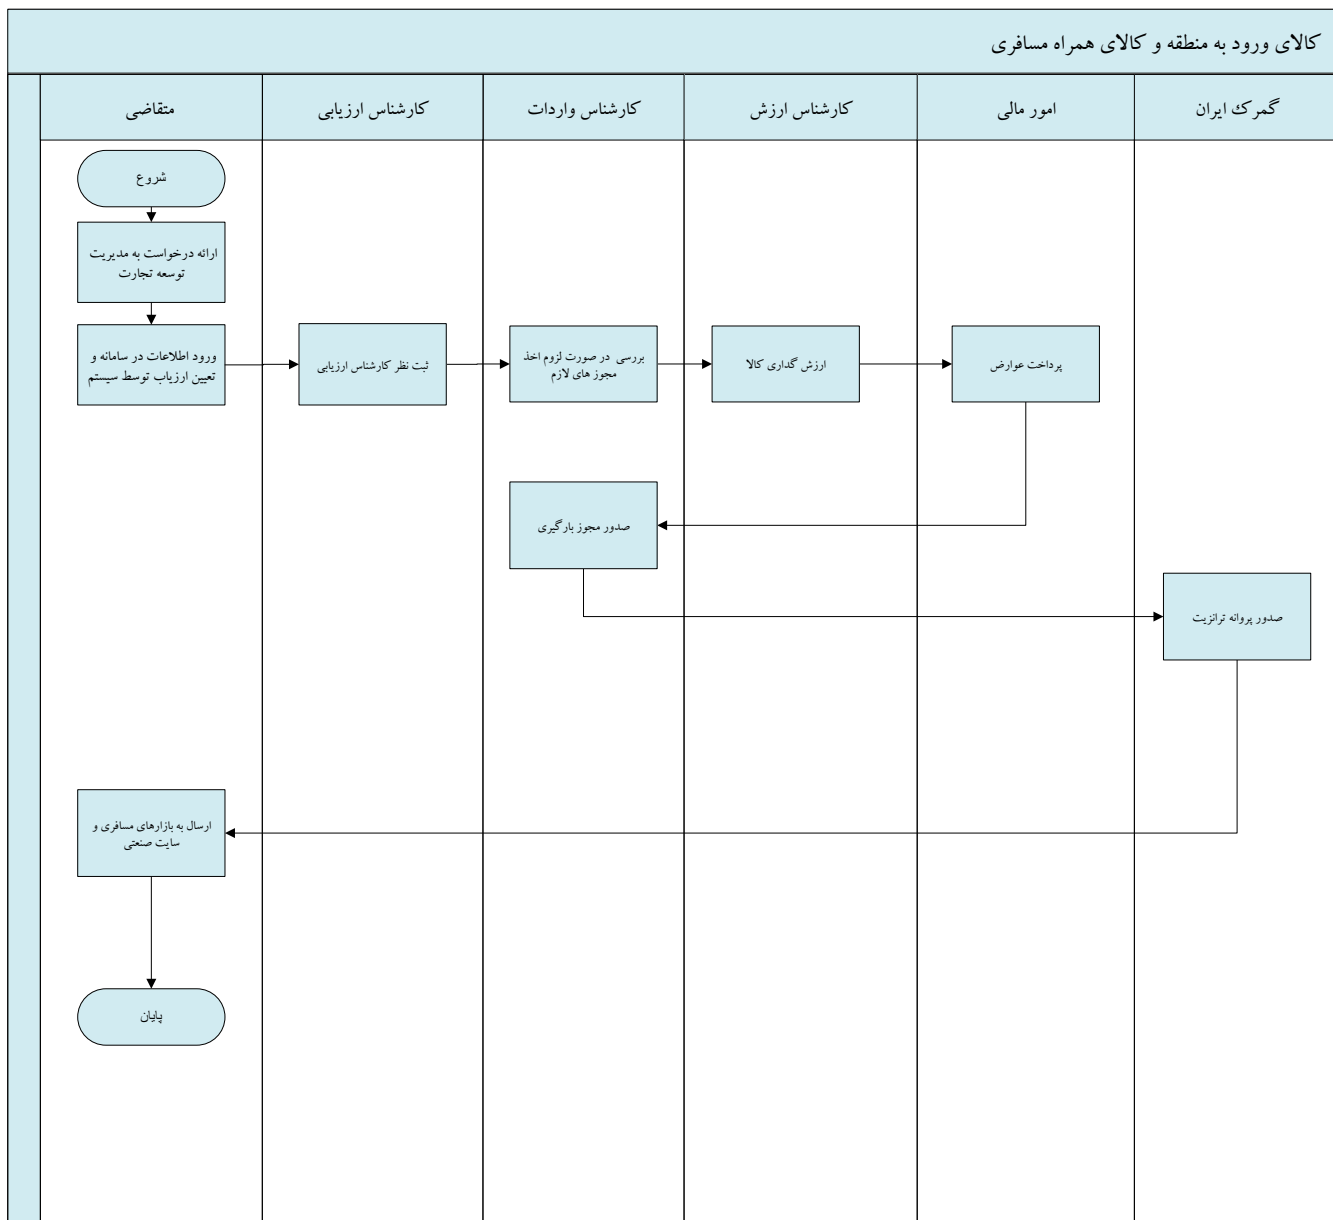 کالای ورود به منطقه و کالای همراه مسافری
متقاضی
کارشناس ارزیابی
کارشناس واردات
کارشناس ارزش
امور مالی
گمرک ایران
شروع
ارائه درخواست به مدیریت
توسعه تجارت
ورود اطلاعات در سامانه و
تعیین ارزیاب توسط سیستم
ثبت نظر کارشناس ارزیابی
بررسی در صورت لزوم اخذ
مجوز های لازم
ارزش گذاری کالا
پرداخت عوارض
صدور مجوز بارگیری
صدور پروانه ترانزیت
ارسال به بازارهای مسافری و
سایت صنعتی
پایان